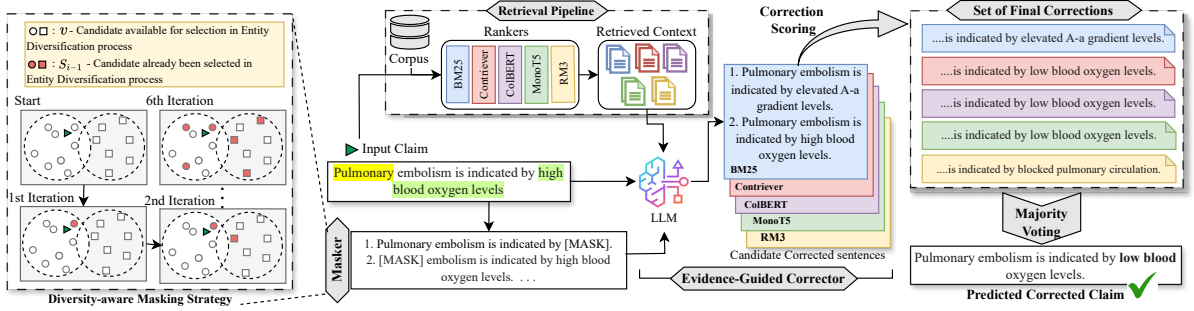 : v - Candidate available for selection in Entity
Diversification process
: Si−1 - Candidate already been selected in
Entity Diversification process
Start
6th Iteration
1st Iteration
2nd Iteration
Diversity-aware Masking Strategy
Retrieval Pipeline
Corpus
Rankers
BM25
Contriever
ColBERT
MonoT5
RM3
Retrieved Context
Input Claim
Pulmonary embolism is indicated by high
blood oxygen levels
Masker
1. Pulmonary embolism is indicated by [MASK].
2. [MASK] embolism is indicated by high blood
oxygen levels. . . .
LLM
Evidence-Guided Corrector
Correction
Scoring
1. Pulmonary embolism is
indicated by elevated A-a
gradient levels.
2. Pulmonary embolism is
indicated by high blood
oxygen levels.
BM25
Contriever
ColBERT
MonoT5
RM3
Candidate Corrected sentences
Set of Final Corrections
....is indicated by elevated A-a gradient levels.
....is indicated by low blood oxygen levels.
....is indicated by low blood oxygen levels.
....is indicated by low blood oxygen levels.
....is indicated by blocked pulmonary circulation.
Majority
Voting
Pulmonary embolism is indicated by low blood
oxygen levels.
Predicted Corrected Claim